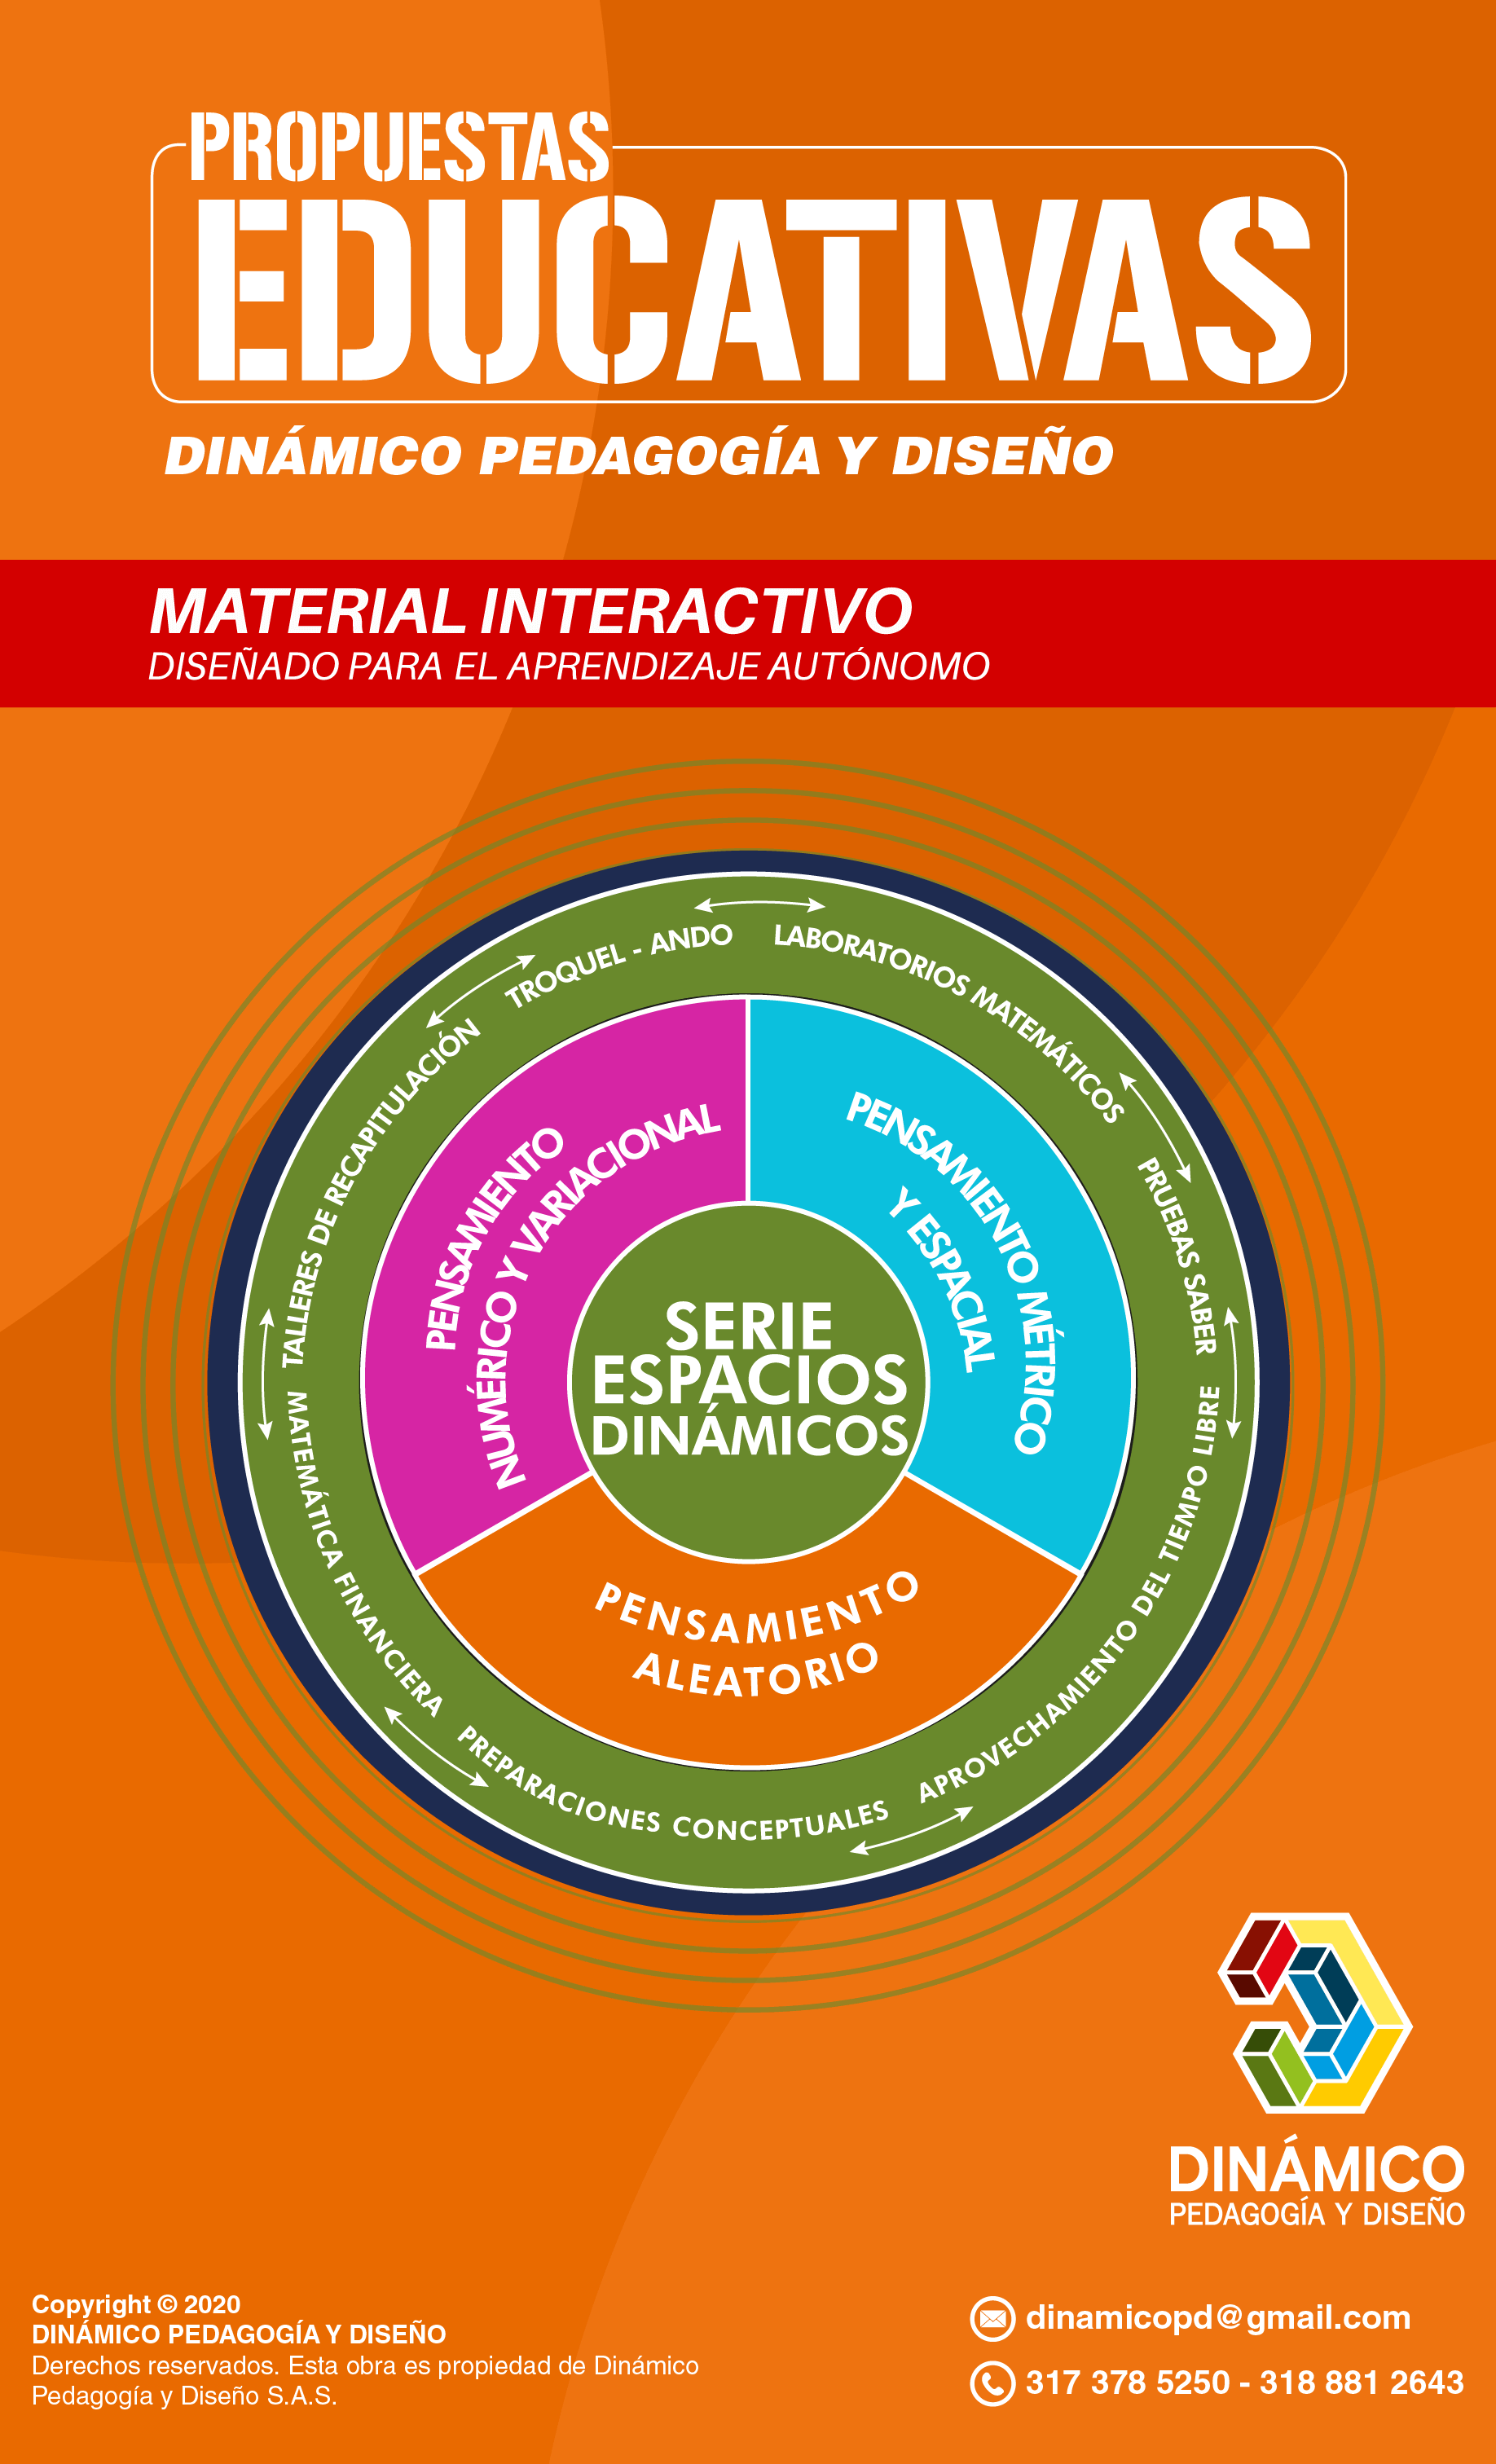 PROPUESTAS
EDUCATIVAS
DINÁMICO PEDAGOGÍA Y DISEÑO
MATERIAL INTERACTIVO
DISEÑADO PARA EL APRENDIZAJE AUTÓNOMO
TROQUEL - ANDO
LABORATORIOS MATEMÁTICOS
PRUEBAS SABER
APROVECHAMIENTO DEL TIEMPO LIBRE
PREPARACIONES CONCEPTUALES
MATEMÁTICA FINANCIERA
TALLERES DE RECAPITULACIÓN
PENSAMIENTO
NUMÉRICO Y VARIACIONAL
PENSAMIENTO MÉTRICO
Y ESPACIAL
PENSAMIENTO
ALEATORIO
SERIE
ESPACIOS
DINÁMICOS
DINÁMICO
PEDAGOGÍA Y DISEÑO
Copyright © 2020
DINÁMICO PEDAGOGÍA Y DISEÑO
Derechos reservados. Esta obra es propiedad de Dinámico
Pedagogía y Diseño S.A.S.
dinamicopd@gmail.com
317 378 5250 - 318 881 2643